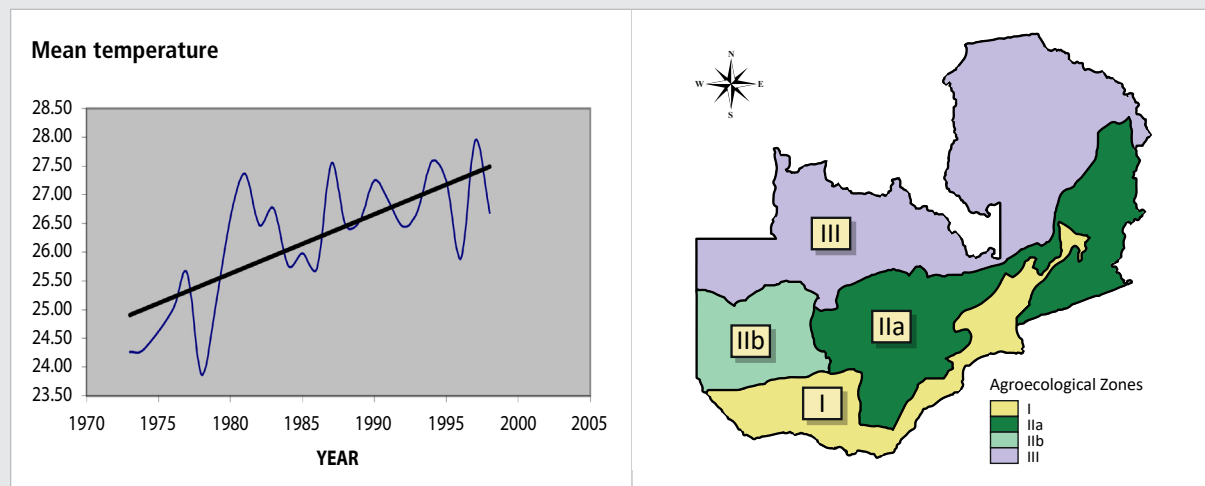 Mean temperature
28.50
28.00
27.50
27.00
26.50
26.00
25.50
25.00
24.50
24.00
23.50
1970 1975 1980 1985 1990 1995 2000 2005
YEAR
N
W E
S
III
IIa
IIb
I
Agroecological Zones
I
IIa
IIb
III